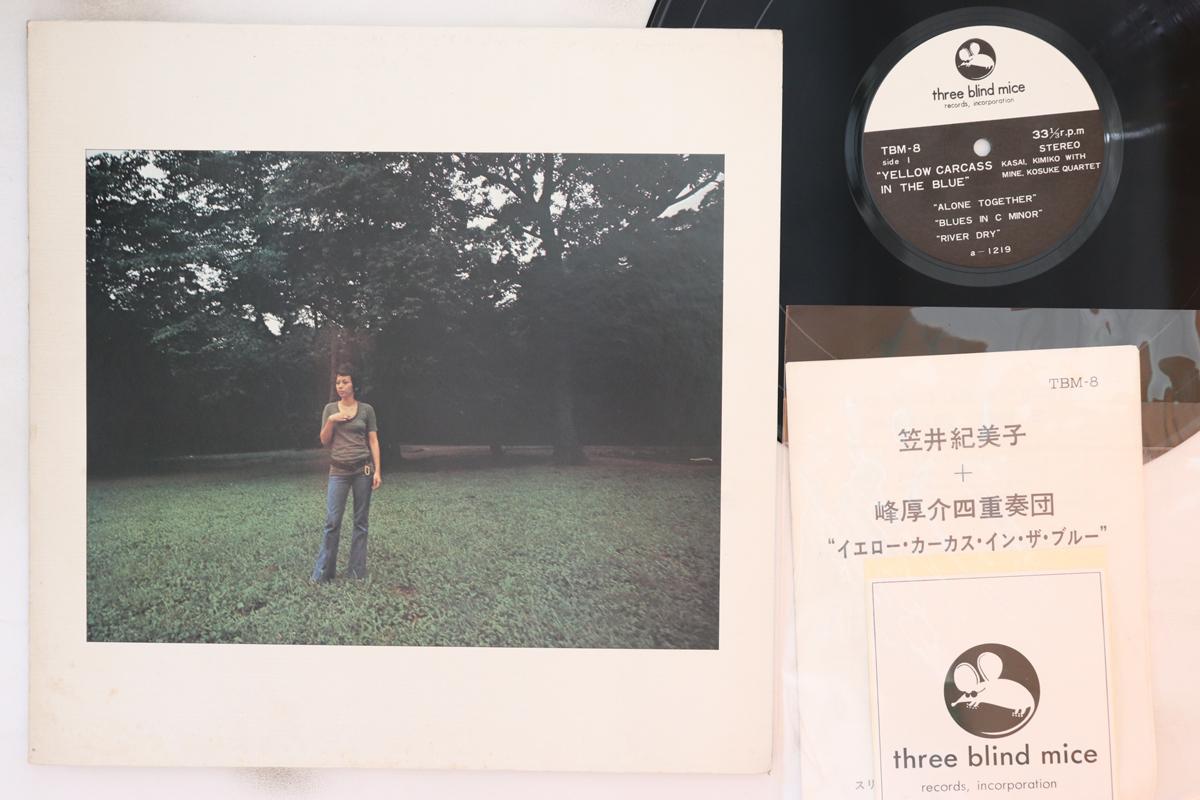 three blind mice
records, incorporation
TBM-8
side 1
33⅓r.p.m
STEREO
"YELLOW CARCASS
IN THE BLUE"
KASAI, KIMIKO WITH
MINE, KOSUKE QUARTET
"ALONE TOGETHER"
"BLUES IN C MINOR"
"RIVER DRY"
a-1219
TBM-8
笠井紀美子
+
峰厚介四重奏団
“イエロー・カーカス・イン・ザ・ブルー”
three blind mice
records, incorporation
スリ